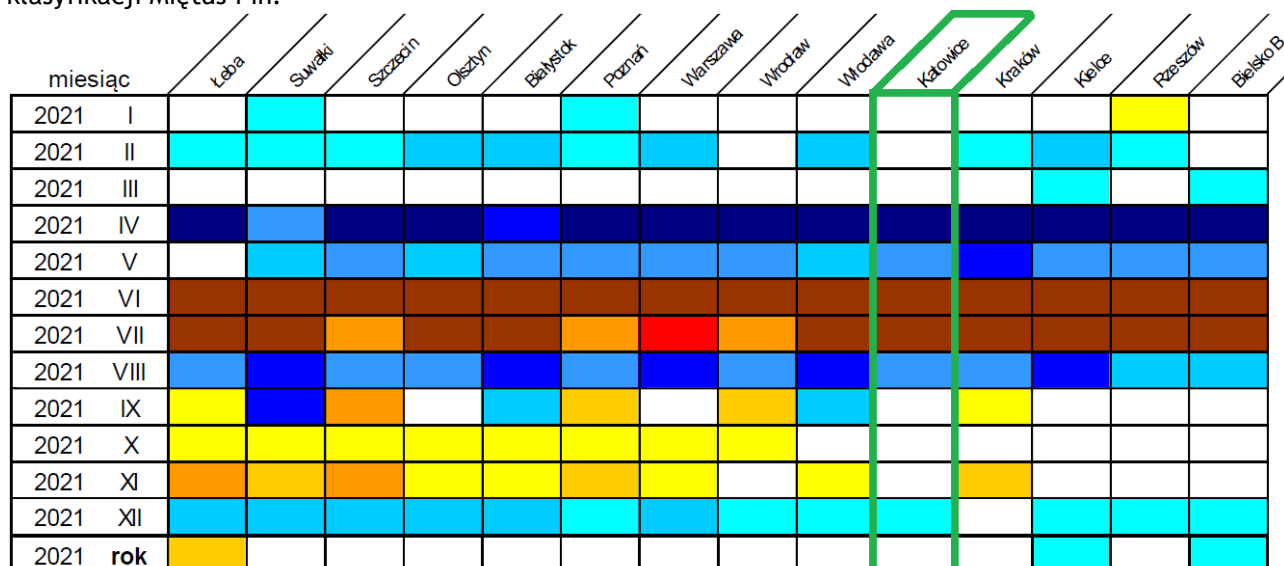 klasyfikacji Miętus i in.
miesiąc Łeba Suwałki Szczecin Olsztyn Białystok Poznań Warszawa Wrocław Włodawa Katowice Kraków Kielce Rzeszów Bielsko B
2021 I
2021 II
2021 III
2021 IV
2021 V
2021 VI
2021 VII
2021 VIII
2021 IX
2021 X
2021 XI
2021 XII
2021 rok